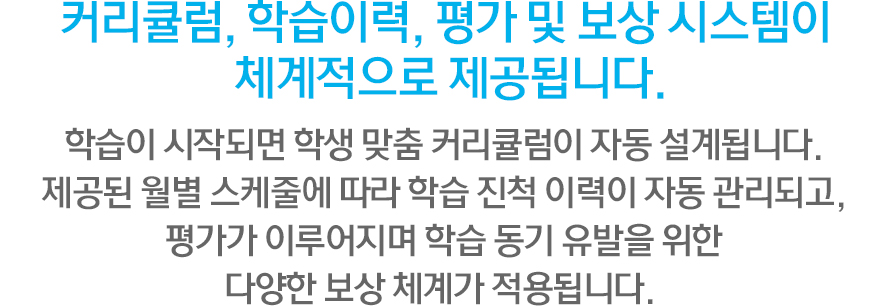 커리큘럼, 학습이력, 평가 및 보상 시스템이
체계적으로 제공됩니다.
학습이 시작되면 학생 맞춤 커리큘럼이 자동 설계됩니다.
제공된 월별 스케줄에 따라 학습 진척 이력이 자동 관리되고,
평가가 이루어지며 학습 동기 유발을 위한
다양한 보상 체계가 적용됩니다.